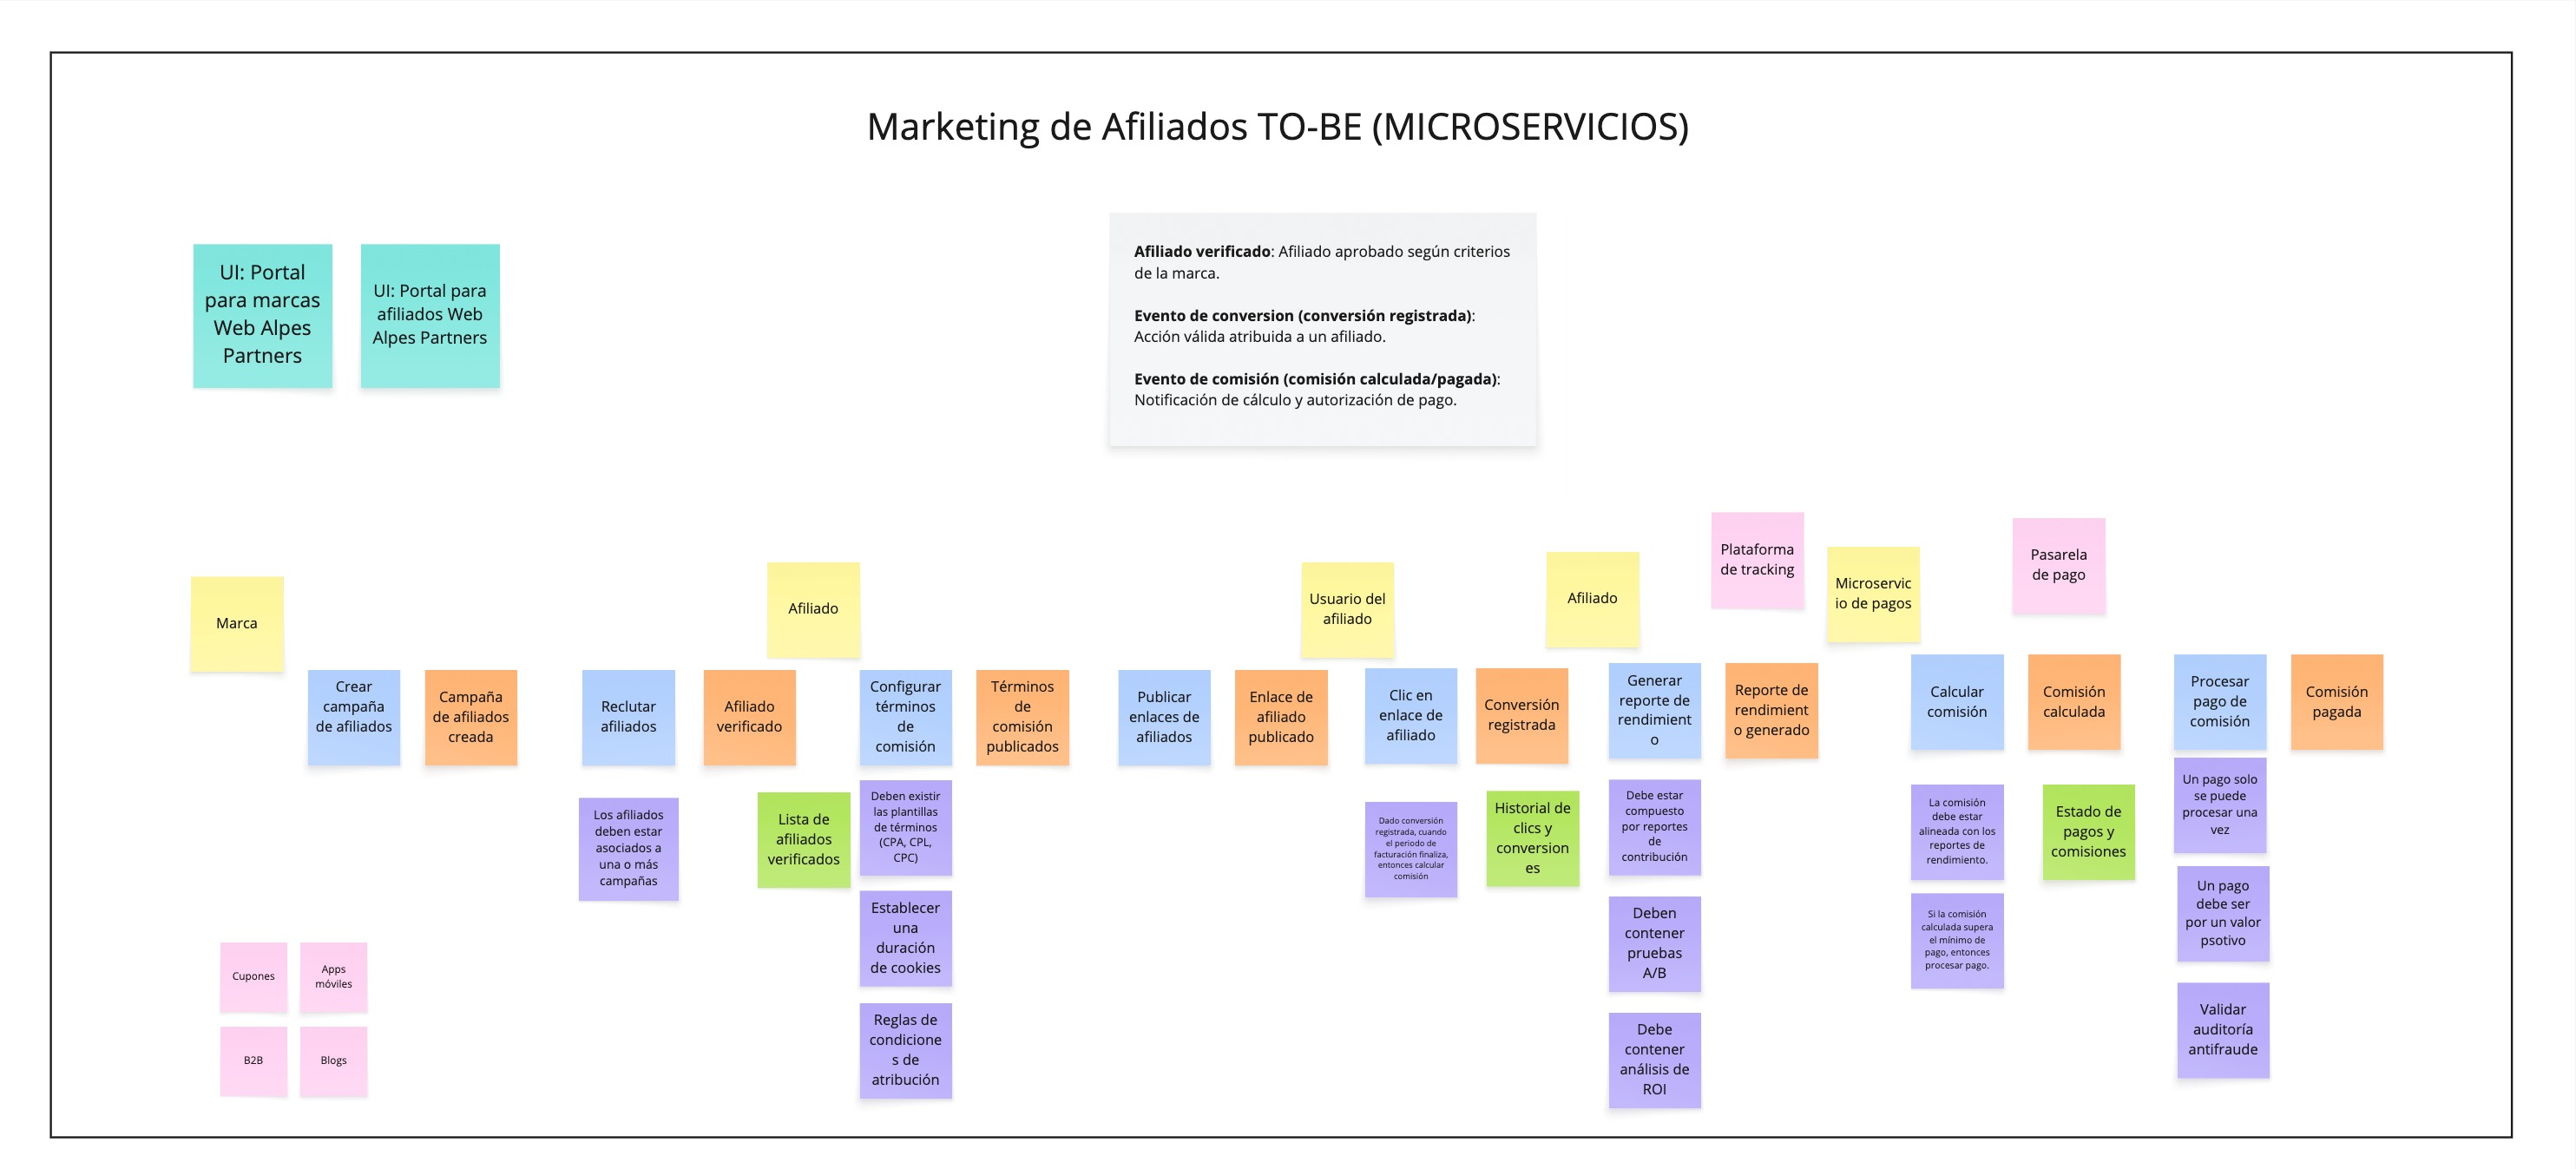 Marketing de Afiliados TO-BE (MICROSERVICIOS)
UI: Portal
para marcas
Web Alpes
Partners
UI: Portal para
afiliados Web
Alpes Partners
Afiliado verificado: Afiliado aprobado según criterios
de la marca.
Evento de conversion (conversión registrada):
Acción válida atribuida a un afiliado.
Evento de comisión (comisión calculada/pagada):
Notificación de cálculo y autorización de pago.
Marca
Afiliado
Usuario del
afiliado
Afiliado
Plataforma
de tracking
Microservic
io de pagos
Pasarela
de pago
Crear
campaña
de afiliados
Campaña
de afiliados
creada
Reclutar
afiliados
Afiliado
verificado
Configurar
términos
de
comisión
Términos
de
comisión
publicados
Publicar
enlaces de
afiliados
Enlace de
afiliado
publicado
Clic en
enlace de
afiliado
Conversión
registrada
Generar
reporte de
rendimient
o
Reporte de
rendimient
o generado
Calcular
comisión
Comisión
calculada
Procesar
pago de
comisión
Comisión
pagada
Los afiliados
deben estar
asociados a
una o más
campañas
Lista de
afiliados
verificados
Deben existir
las plantillas
de términos
(CPA, CPL,
CPC)
Establecer
una
duración
de cookies
Reglas de
condicione
s de
atribución
Dado conversión
registrada, cuando
el periodo de
facturación finaliza,
entonces calcular
comisión
Historial de
clics y
conversion
es
Debe estar
compuesto
por reportes
de
contribución
Deben
contener
pruebas
A/B
Debe
contener
análisis de
ROI
La comisión
debe estar
alineada con los
reportes de
rendimiento.
Si la comisión
calculada supera
el mínimo de
pago, entonces
procesar pago.
Estado de
pagos y
comisiones
Un pago solo
se puede
procesar una
vez
Un pago
debe ser
por un valor
psotivo
Validar
auditoría
antifraude
Cupones
Apps
móviles
B2B
Blogs